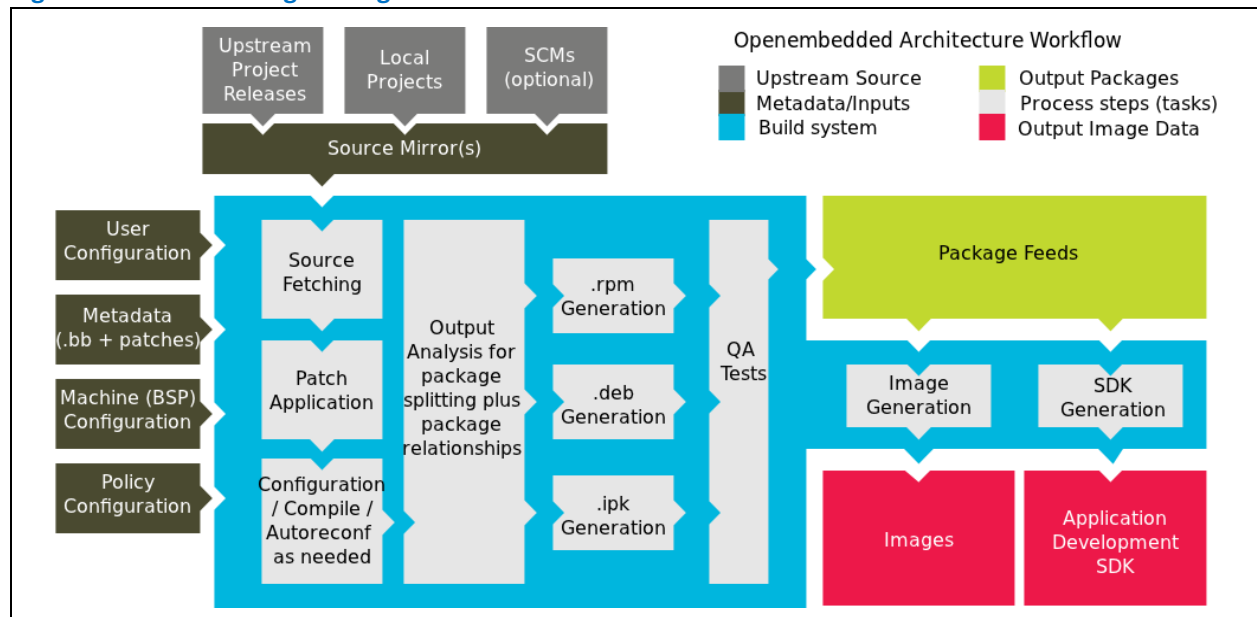 Upstream
Project
Releases
Local
Projects
SCMs
(optional)
Source Mirror(s)
Openembedded Architecture Workflow
Upstream Source
Metadata/Inputs
Build system
Output Packages
Process steps (tasks)
Output Image Data
User
Configuration
Metadata
(.bb + patches)
Machine (BSP)
Configuration
Policy
Configuration
Source
Fetching
Patch
Application
Configuration
/ Compile /
Autoreconf
as needed
Output
Analysis for
package
splitting plus
package
relationships
.rpm
Generation
.deb
Generation
.ipk
Generation
QA
Tests
Package Feeds
Image
Generation
SDK
Generation
Images
Application
Development
SDK